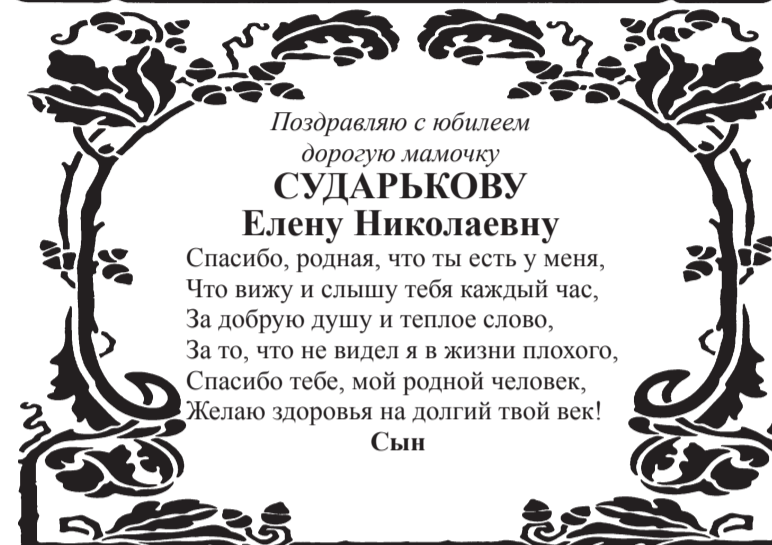 Поздравляю с юбилеем
дорогую мамочку
СУДАРЬКОВУ
Елену Николаевну
Спасибо, родная, что ты есть у меня,
Что вижу и слышу тебя каждый час,
За добрую душу и теплое слово,
За то, что не видел я в жизни плохого,
Спасибо тебе, мой родной человек,
Желаю здоровья на долгий твой век!
Сын